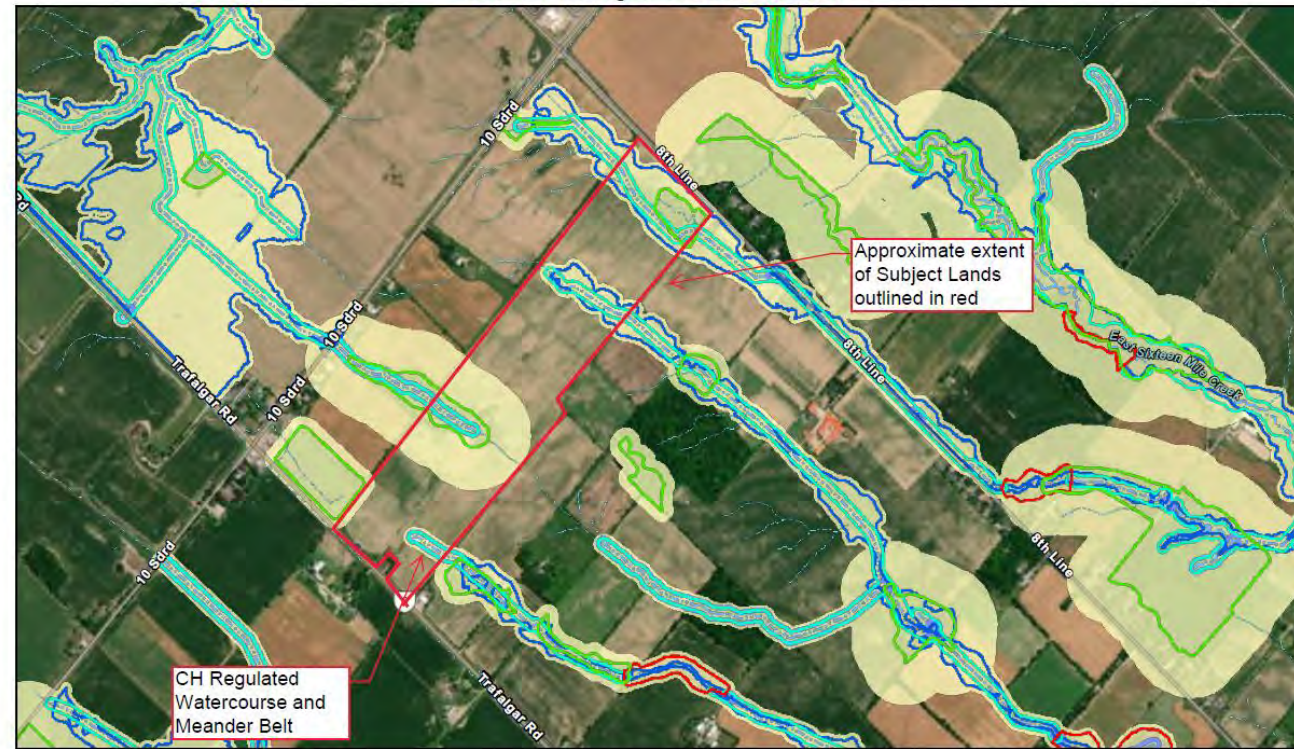 10 Sdrd
8th Line
Approximate extent
of Subject Lands
outlined in red
Rd
10 Sdrd
8th Line
East Sixteen Mile Creek
Trafalgar Rd
10 Sdrd
10 Sdrd
8th Line
CH Regulated
Watercourse and
Meander Belt
Trafalgar Rd